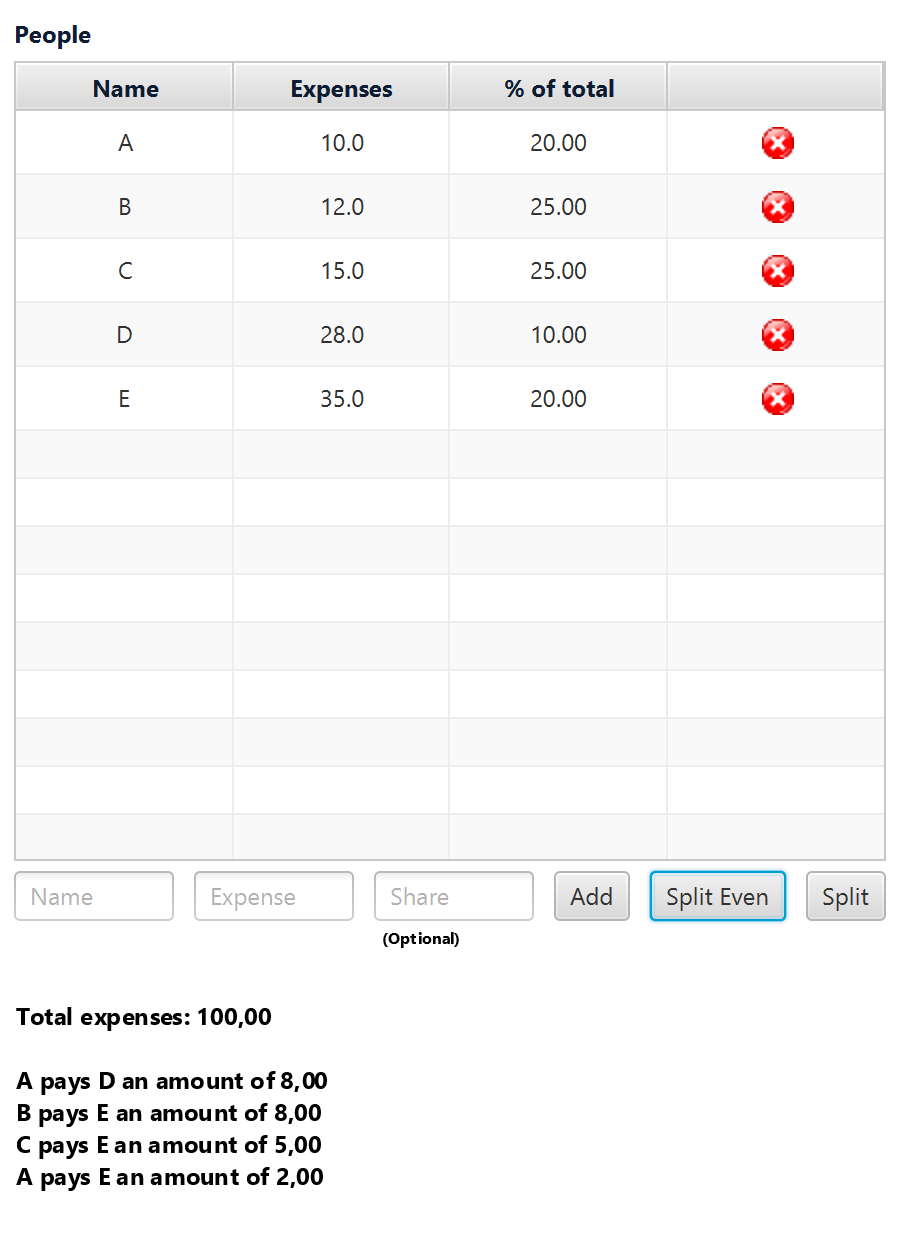 People
Name Expenses % of total
A 10.0 20.00
B 12.0 25.00
C 15.0 25.00
D 28.0 10.00
E 35.0 20.00
Name Expense Share Add Split Even Split
(Optional)
Total expenses: 100,00
A pays D an amount of 8,00
B pays E an amount of 8,00
C pays E an amount of 5,00
A pays E an amount of 2,00